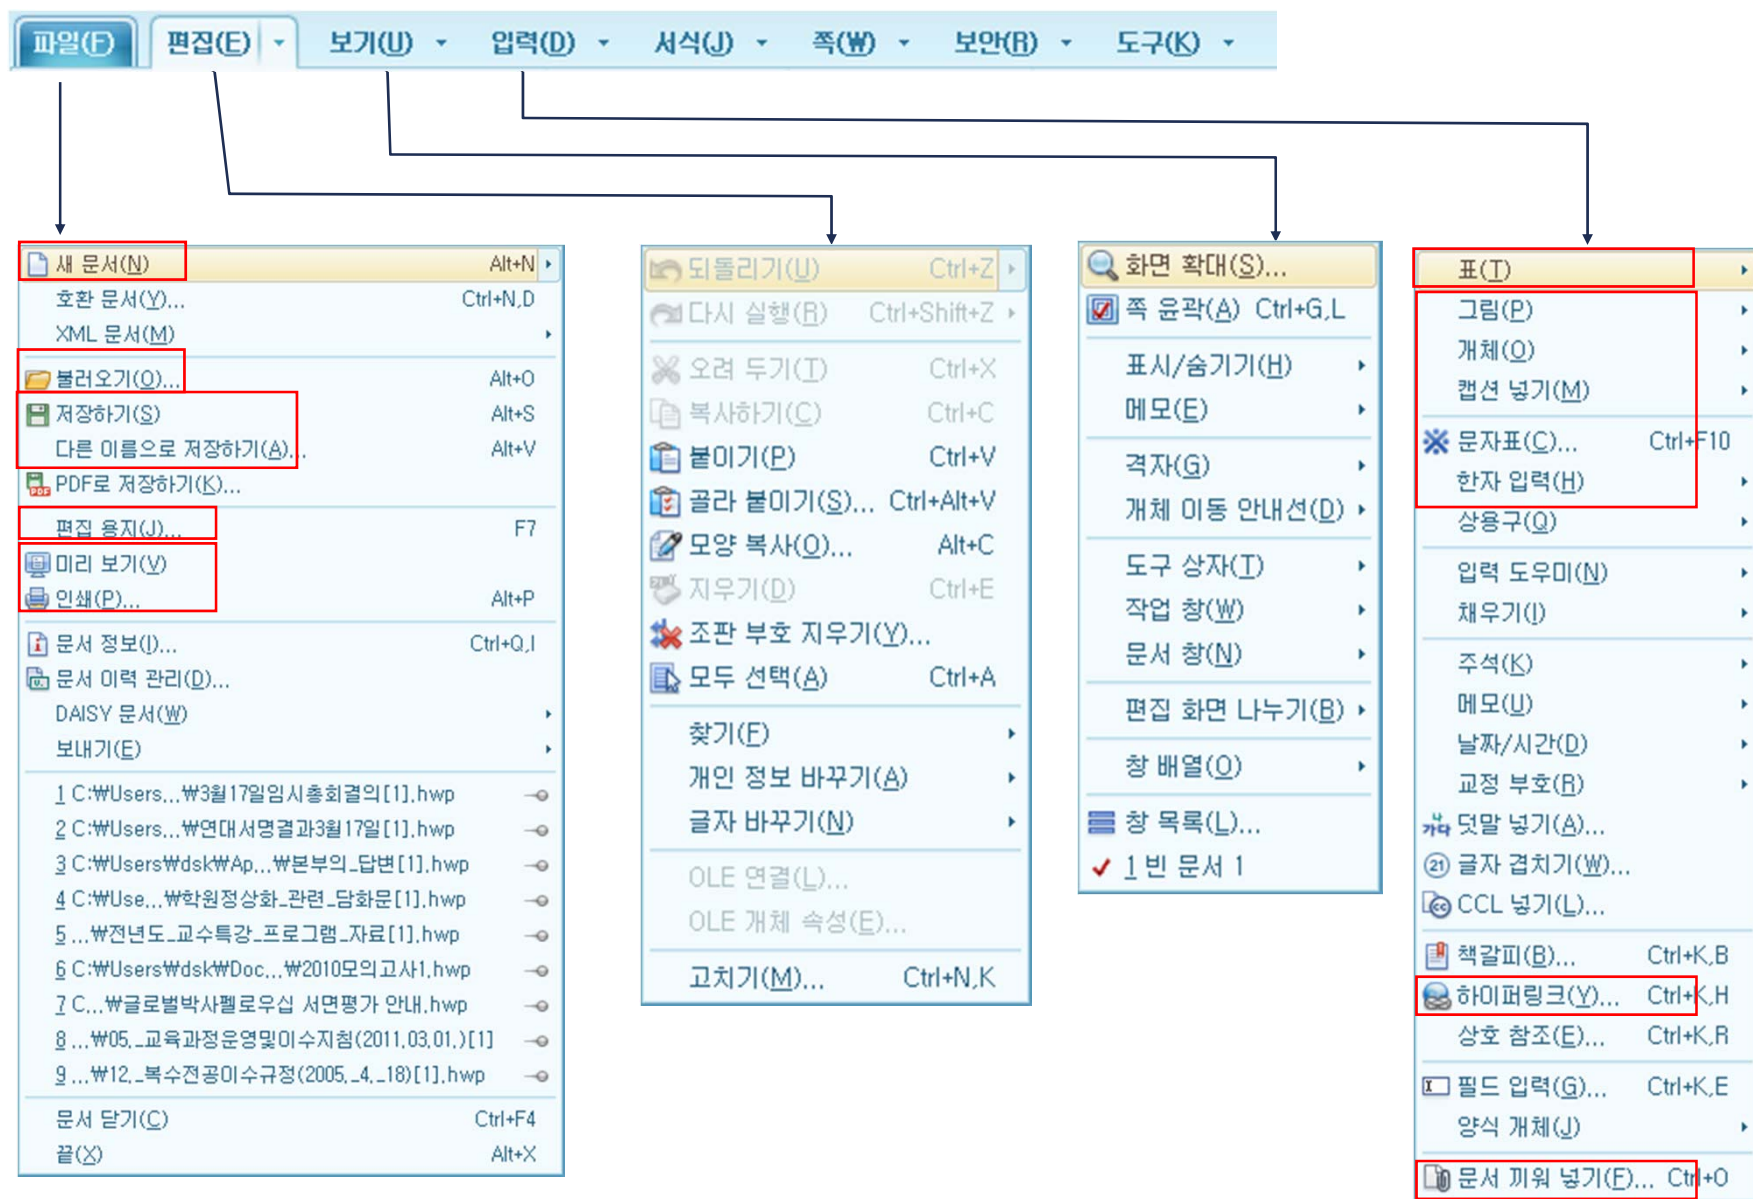 파일(F) 편집(E) 보기(U) 입력(D) 서식(J) 쪽(W) 보안(R) 도구(K)
새 문서(N) Alt+N
호환 문서(Y)... Ctrl+N,D
XML 문서(M)
불러오기(O)... Alt+O
저장하기(S) Alt+S
다른 이름으로 저장하기(A)... Alt+V
PDF로 저장하기(K)...
편집 용지(J)... F7
미리 보기(V)
인쇄(P)... Alt+P
문서 정보(I)... Ctrl+Q,I
문서 이력 관리(D)...
DAISY 문서(W)
보내기(E)
1 C:₩Users...₩3월17일임시총회결의[1].hwp
2 C:₩Users...₩연대서명결과3월17일[1].hwp
3 C:₩Users₩dsk₩Ap...₩본부의_답변[1].hwp
4 C:₩Use...₩학원정상화_관련_담화문[1].hwp
5 ...₩전년도_교수특강_프로그램_자료[1].hwp
6 C:₩Users₩dsk₩Doc...₩2010모의고사1.hwp
7 C...₩글로벌박사펠로우십 서면평가 안내.hwp
8 ...₩05._교육과정운영및이수지침(2011.03.01.)[1]
9 ...₩12._복수전공이수규정(2005._4._18)[1].hwp
문서 닫기(C) Ctrl+F4
끝(X) Alt+X
되돌리기(U) Ctrl+Z
다시 실행(R) Ctrl+Shift+Z
오려 두기(T) Ctrl+X
복사하기(C) Ctrl+C
붙이기(P) Ctrl+V
골라 붙이기(S)... Ctrl+Alt+V
모양 복사(O)... Alt+C
지우기(D) Ctrl+E
조판 부호 지우기(Y)...
모두 선택(A) Ctrl+A
찾기(F)
개인 정보 바꾸기(A)
글자 바꾸기(N)
OLE 연결(L)...
OLE 개체 속성(E)...
고치기(M)... Ctrl+N,K
화면 확대(S)...
쪽 윤곽(A) Ctrl+G,L
표시/숨기기(H)
메모(E)
격자(G)
개체 이동 안내선(D)
도구 상자(T)
작업 창(W)
문서 창(N)
편집 화면 나누기(B)
창 배열(O)
창 목록(L)...
1 빈 문서 1
표(T)
그림(P)
개체(O)
캡션 넣기(M)
문자표(C)... Ctrl+F10
한자 입력(H)
상용구(Q)
입력 도우미(N)
채우기(I)
주석(K)
메모(U)
날짜/시간(D)
교정 부호(R)
덧말 넣기(A)...
글자 겹치기(W)...
CCL 넣기(L)...
책갈피(B)... Ctrl+K,B
하이퍼링크(Y)... Ctrl+K,H
상호 참조(E)... Ctrl+K,R
필드 입력(G)... Ctrl+K,E
양식 개체(J)
문서 끼워 넣기(F)... Ctrl+O